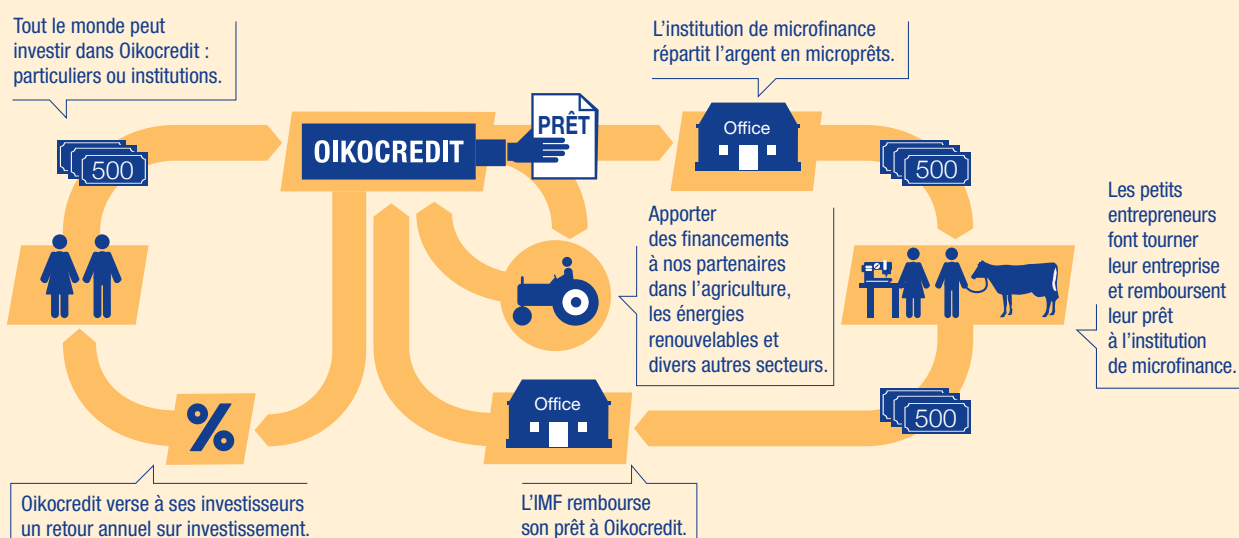 Tout le monde peut
investir dans Oikocredit :
particuliers ou institutions.
500
OIKOCREDIT
PRÊT
L’institution de microfinance
répartit l’argent en microprêts.
Office
500
Les petits
entrepreneurs
font tourner
leur entreprise
et remboursent
leur prêt
à l’institution
de microfinance.
Apporter
des financements
à nos partenaires
dans l’agriculture,
les énergies
renouvelables et
divers autres secteurs.
500
Office
L’IMF rembourse
son prêt à Oikocredit.
%
Oikocredit verse à ses investisseurs
un retour annuel sur investissement.